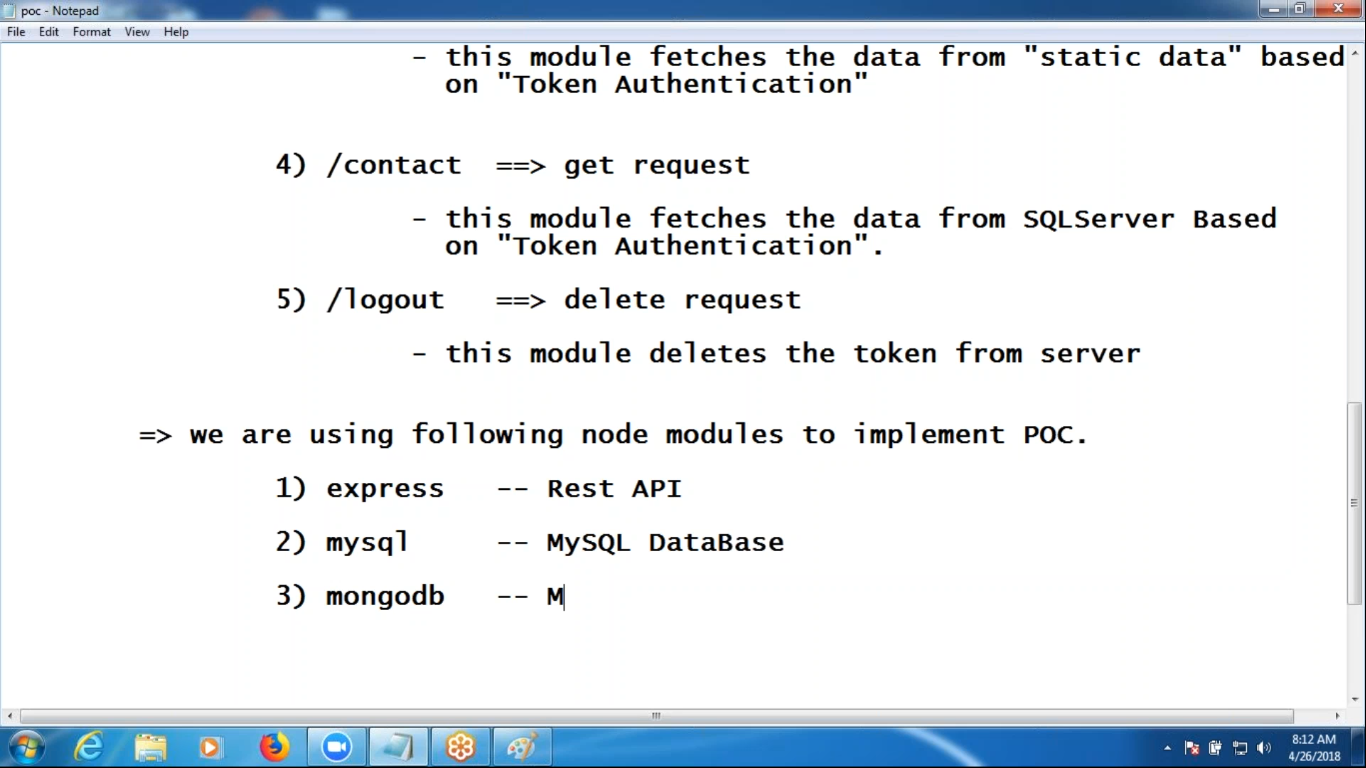 poc - Notepad
File Edit Format View Help
- this module fetches the data from "static data" based
on "Token Authentication"
4) /contact ==> get request
- this module fetches the data from SQLServer Based
on "Token Authentication".
5) /logout ==> delete request
- this module deletes the token from server
=> we are using following node modules to implement POC.
1) express -- Rest API
2) mysql -- MySQL DataBase
3) mongodb -- M
8:12 AM
4/26/2018